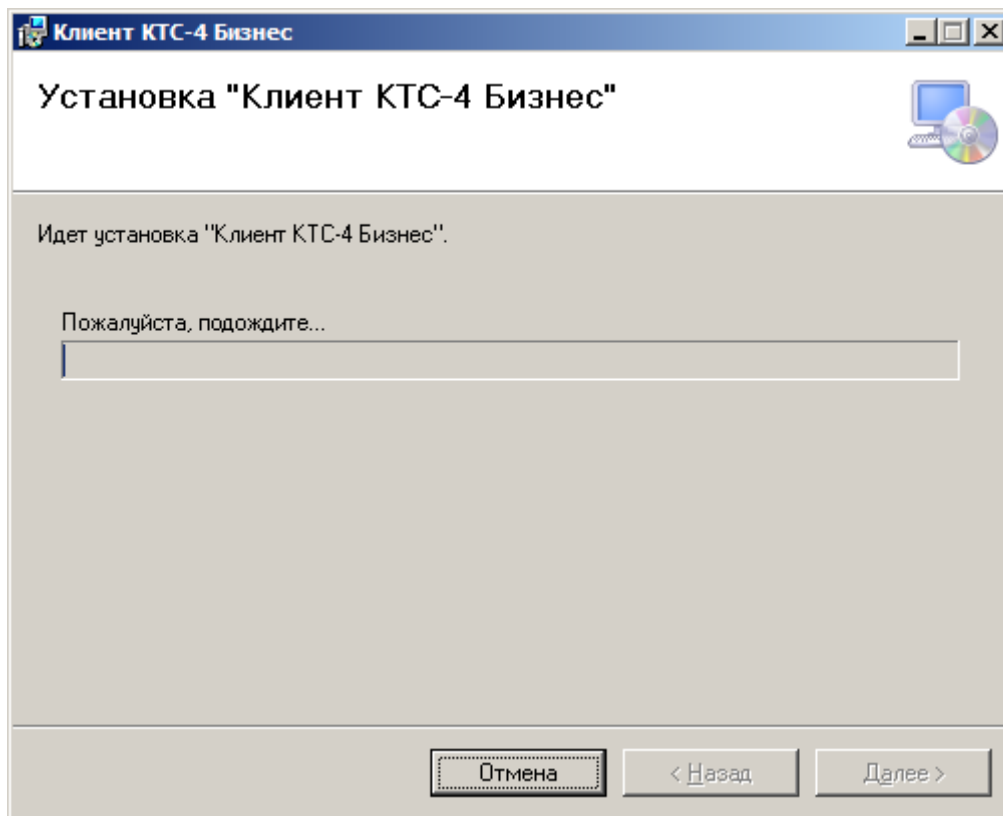 Клиент КТС-4 Бизнес
Установка "Клиент КТС-4 Бизнес"
Идет установка "Клиент КТС-4 Бизнес".
Пожалуйста, подождите...
Отмена
< Назад
Далее >